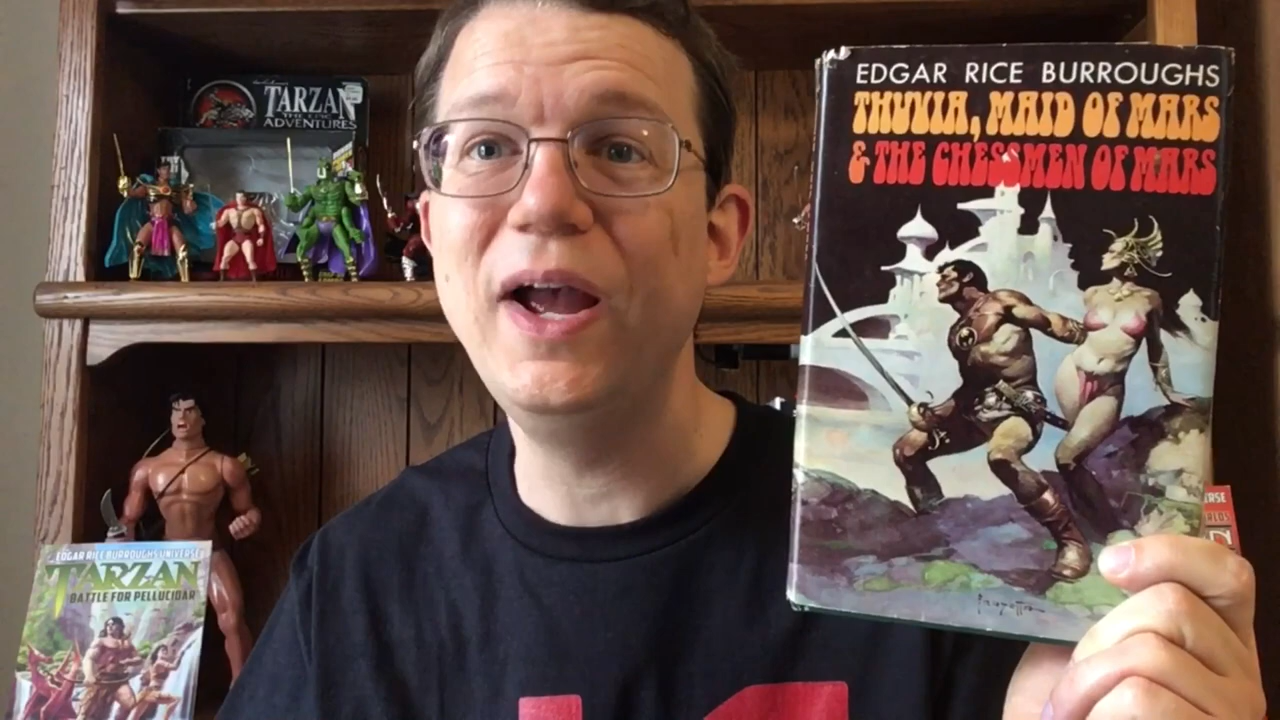 EDGAR RICE BURROUGHS
THUVIA, MAID OF MARS
& THE CHESSMEN OF MARS
Frazetta
TARZAN
THE EPIC
ADVENTURES
EDGAR RICE BURROUGHS UNIVERSE
TARZAN
BATTLE FOR PELLUCIDAR